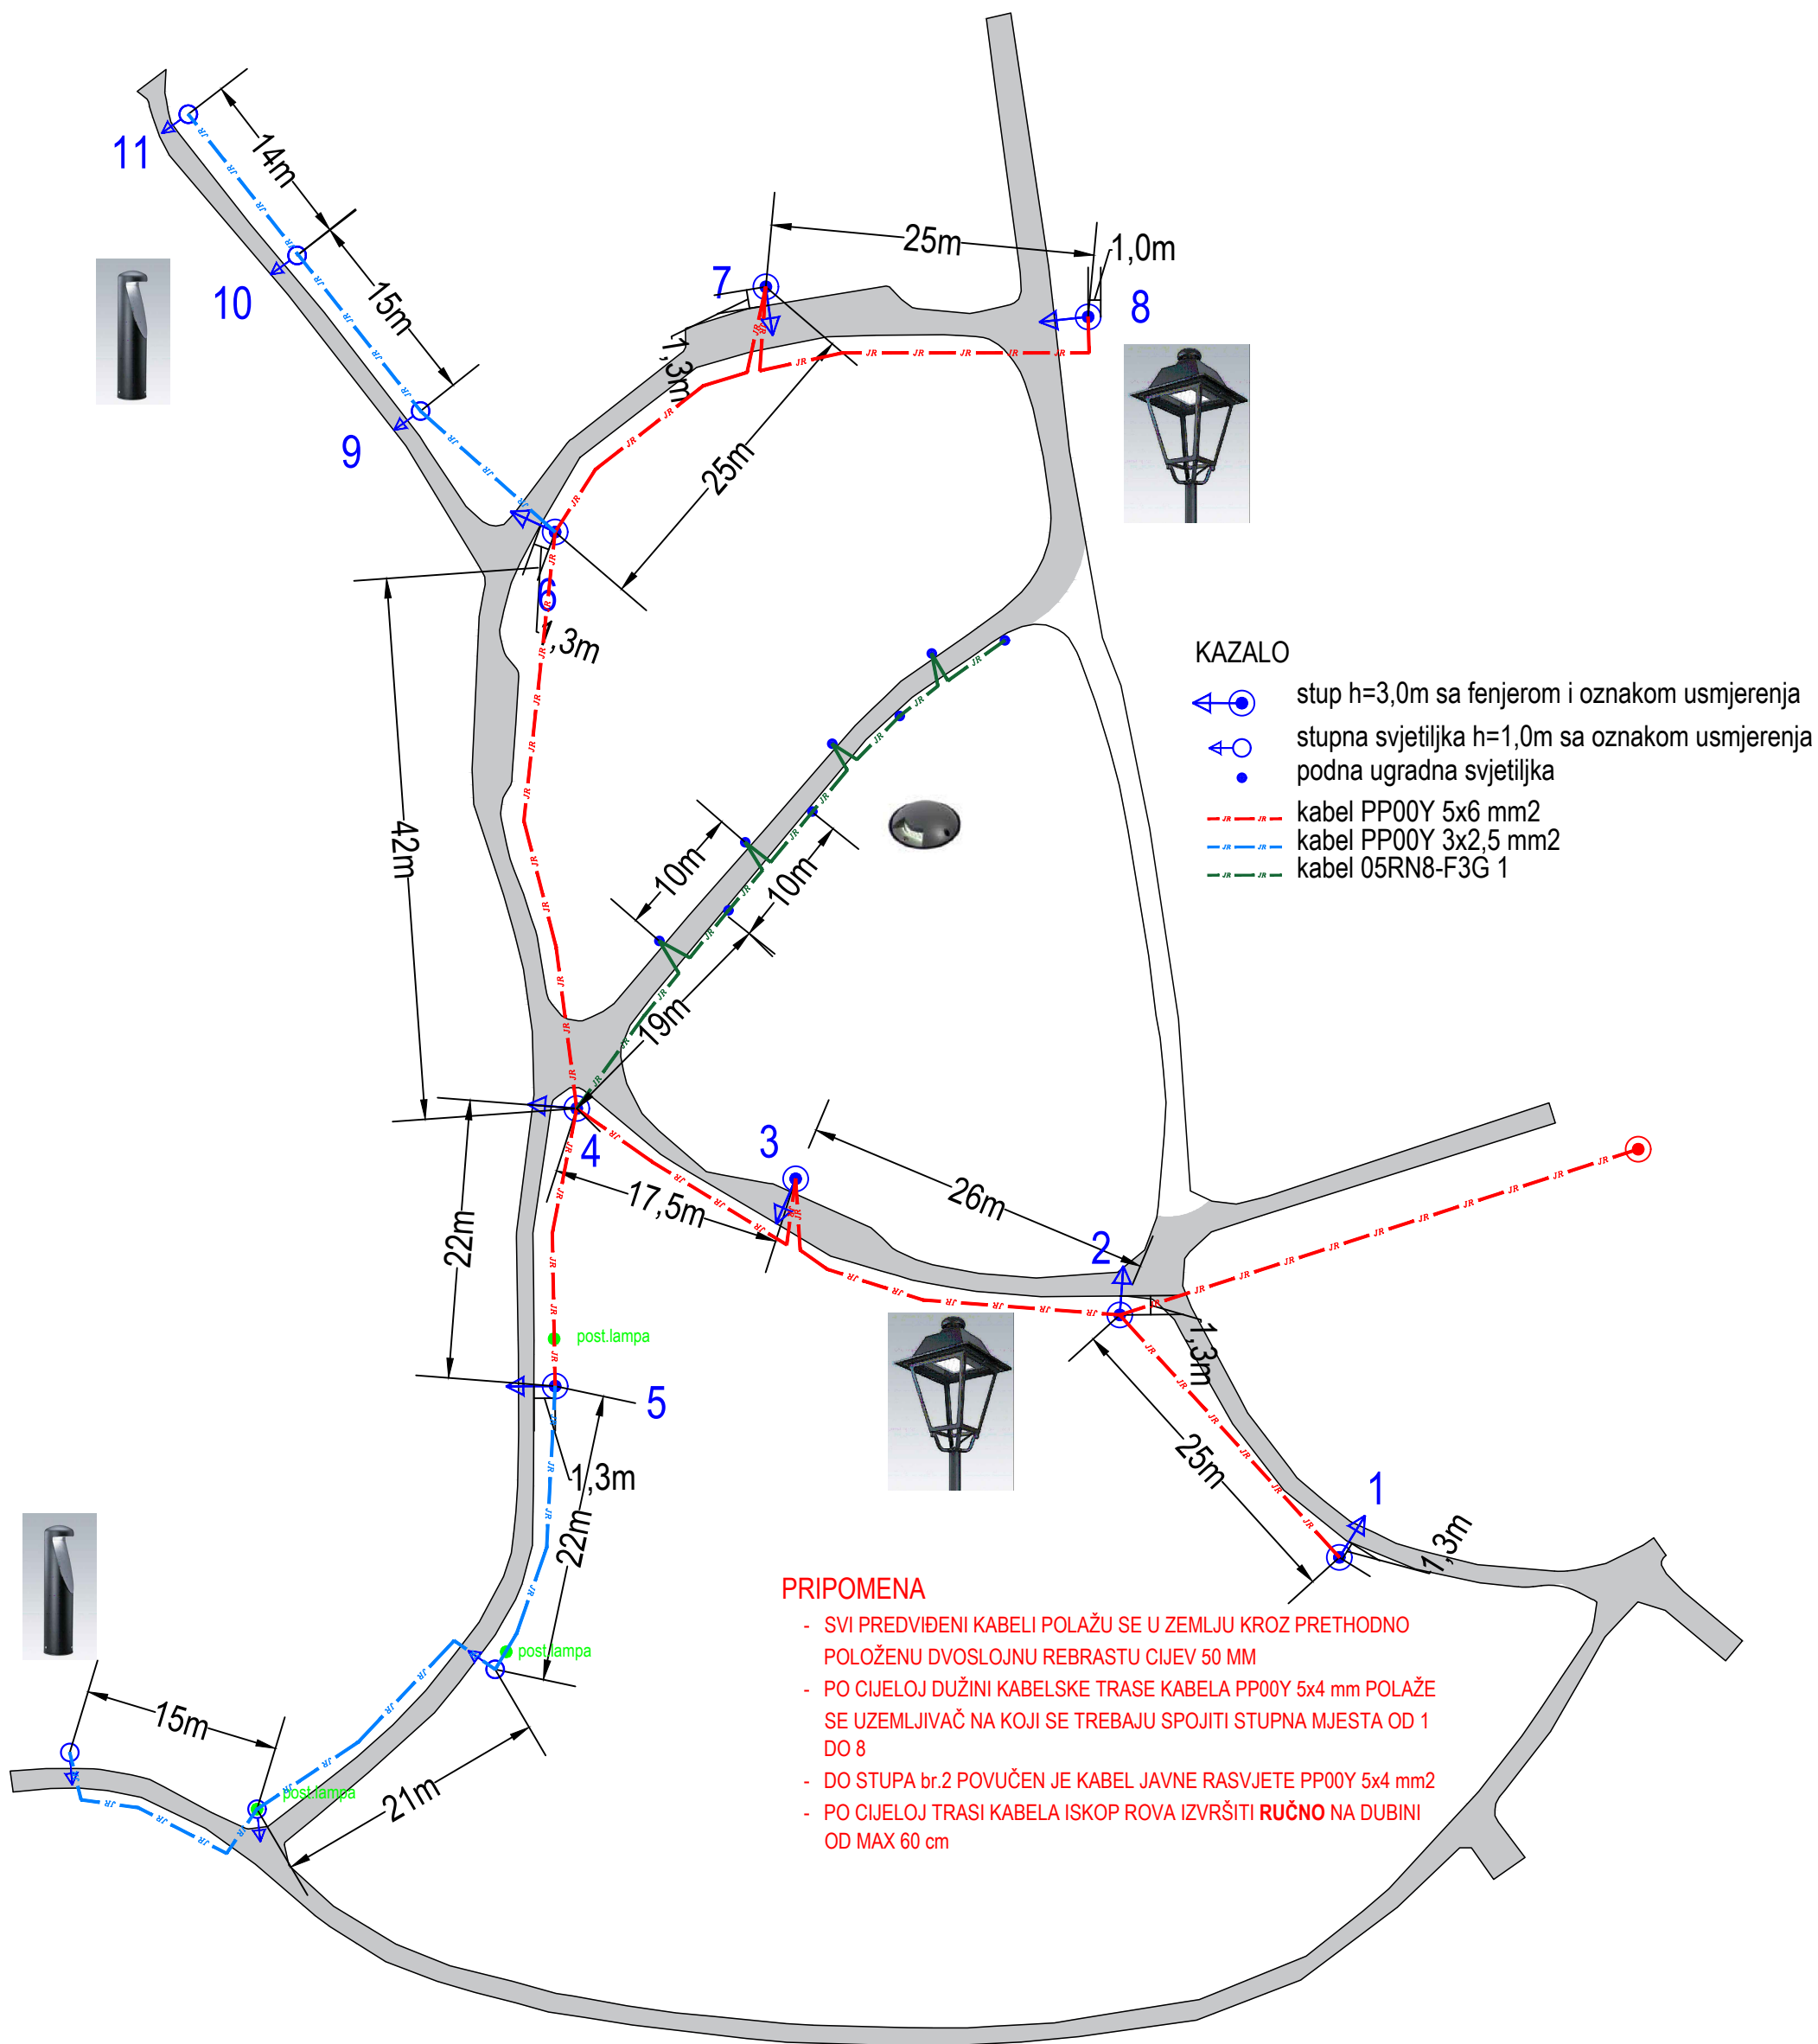 11
14m
10
15m
9
7
25m
1,0m
8
1,3m
25m
6
1,3m
42m
KAZALO
stup h=3,0m sa fenjerom i oznakom usmjerenja
stupna svjetiljka h=1,0m sa oznakom usmjerenja
podna ugradna svjetiljka
JR JR kabel PP00Y 5x6 mm2
JR JR kabel PP00Y 3x2,5 mm2
JR JR kabel 05RN8-F3G 1
10m
10m
19m
4
3
17,5m
26m
2
22m
post.lampa
5
1,3m
1,3m
25m
1
1,3m
22m
post.lampa
15m
post.lampa
21m
PRIPOMENA
- SVI PREDVIĐENI KABELI POLAŽU SE U ZEMLJU KROZ PRETHODNO
POLOŽENU DVOSLOJNU REBRASTU CIJEV 50 MM
- PO CIJELOJ DUŽINI KABELSKE TRASE KABELA PP00Y 5x4 mm POLAŽE
SE UZEMLJIVAČ NA KOJI SE TREBAJU SPOJITI STUPNA MJESTA OD 1
DO 8
- DO STUPA br.2 POVUČEN JE KABEL JAVNE RASVJETE PP00Y 5x4 mm2
- PO CIJELOJ TRASI KABELA ISKOP ROVA IZVRŠITI RUČNO NA DUBINI
OD MAX 60 cm